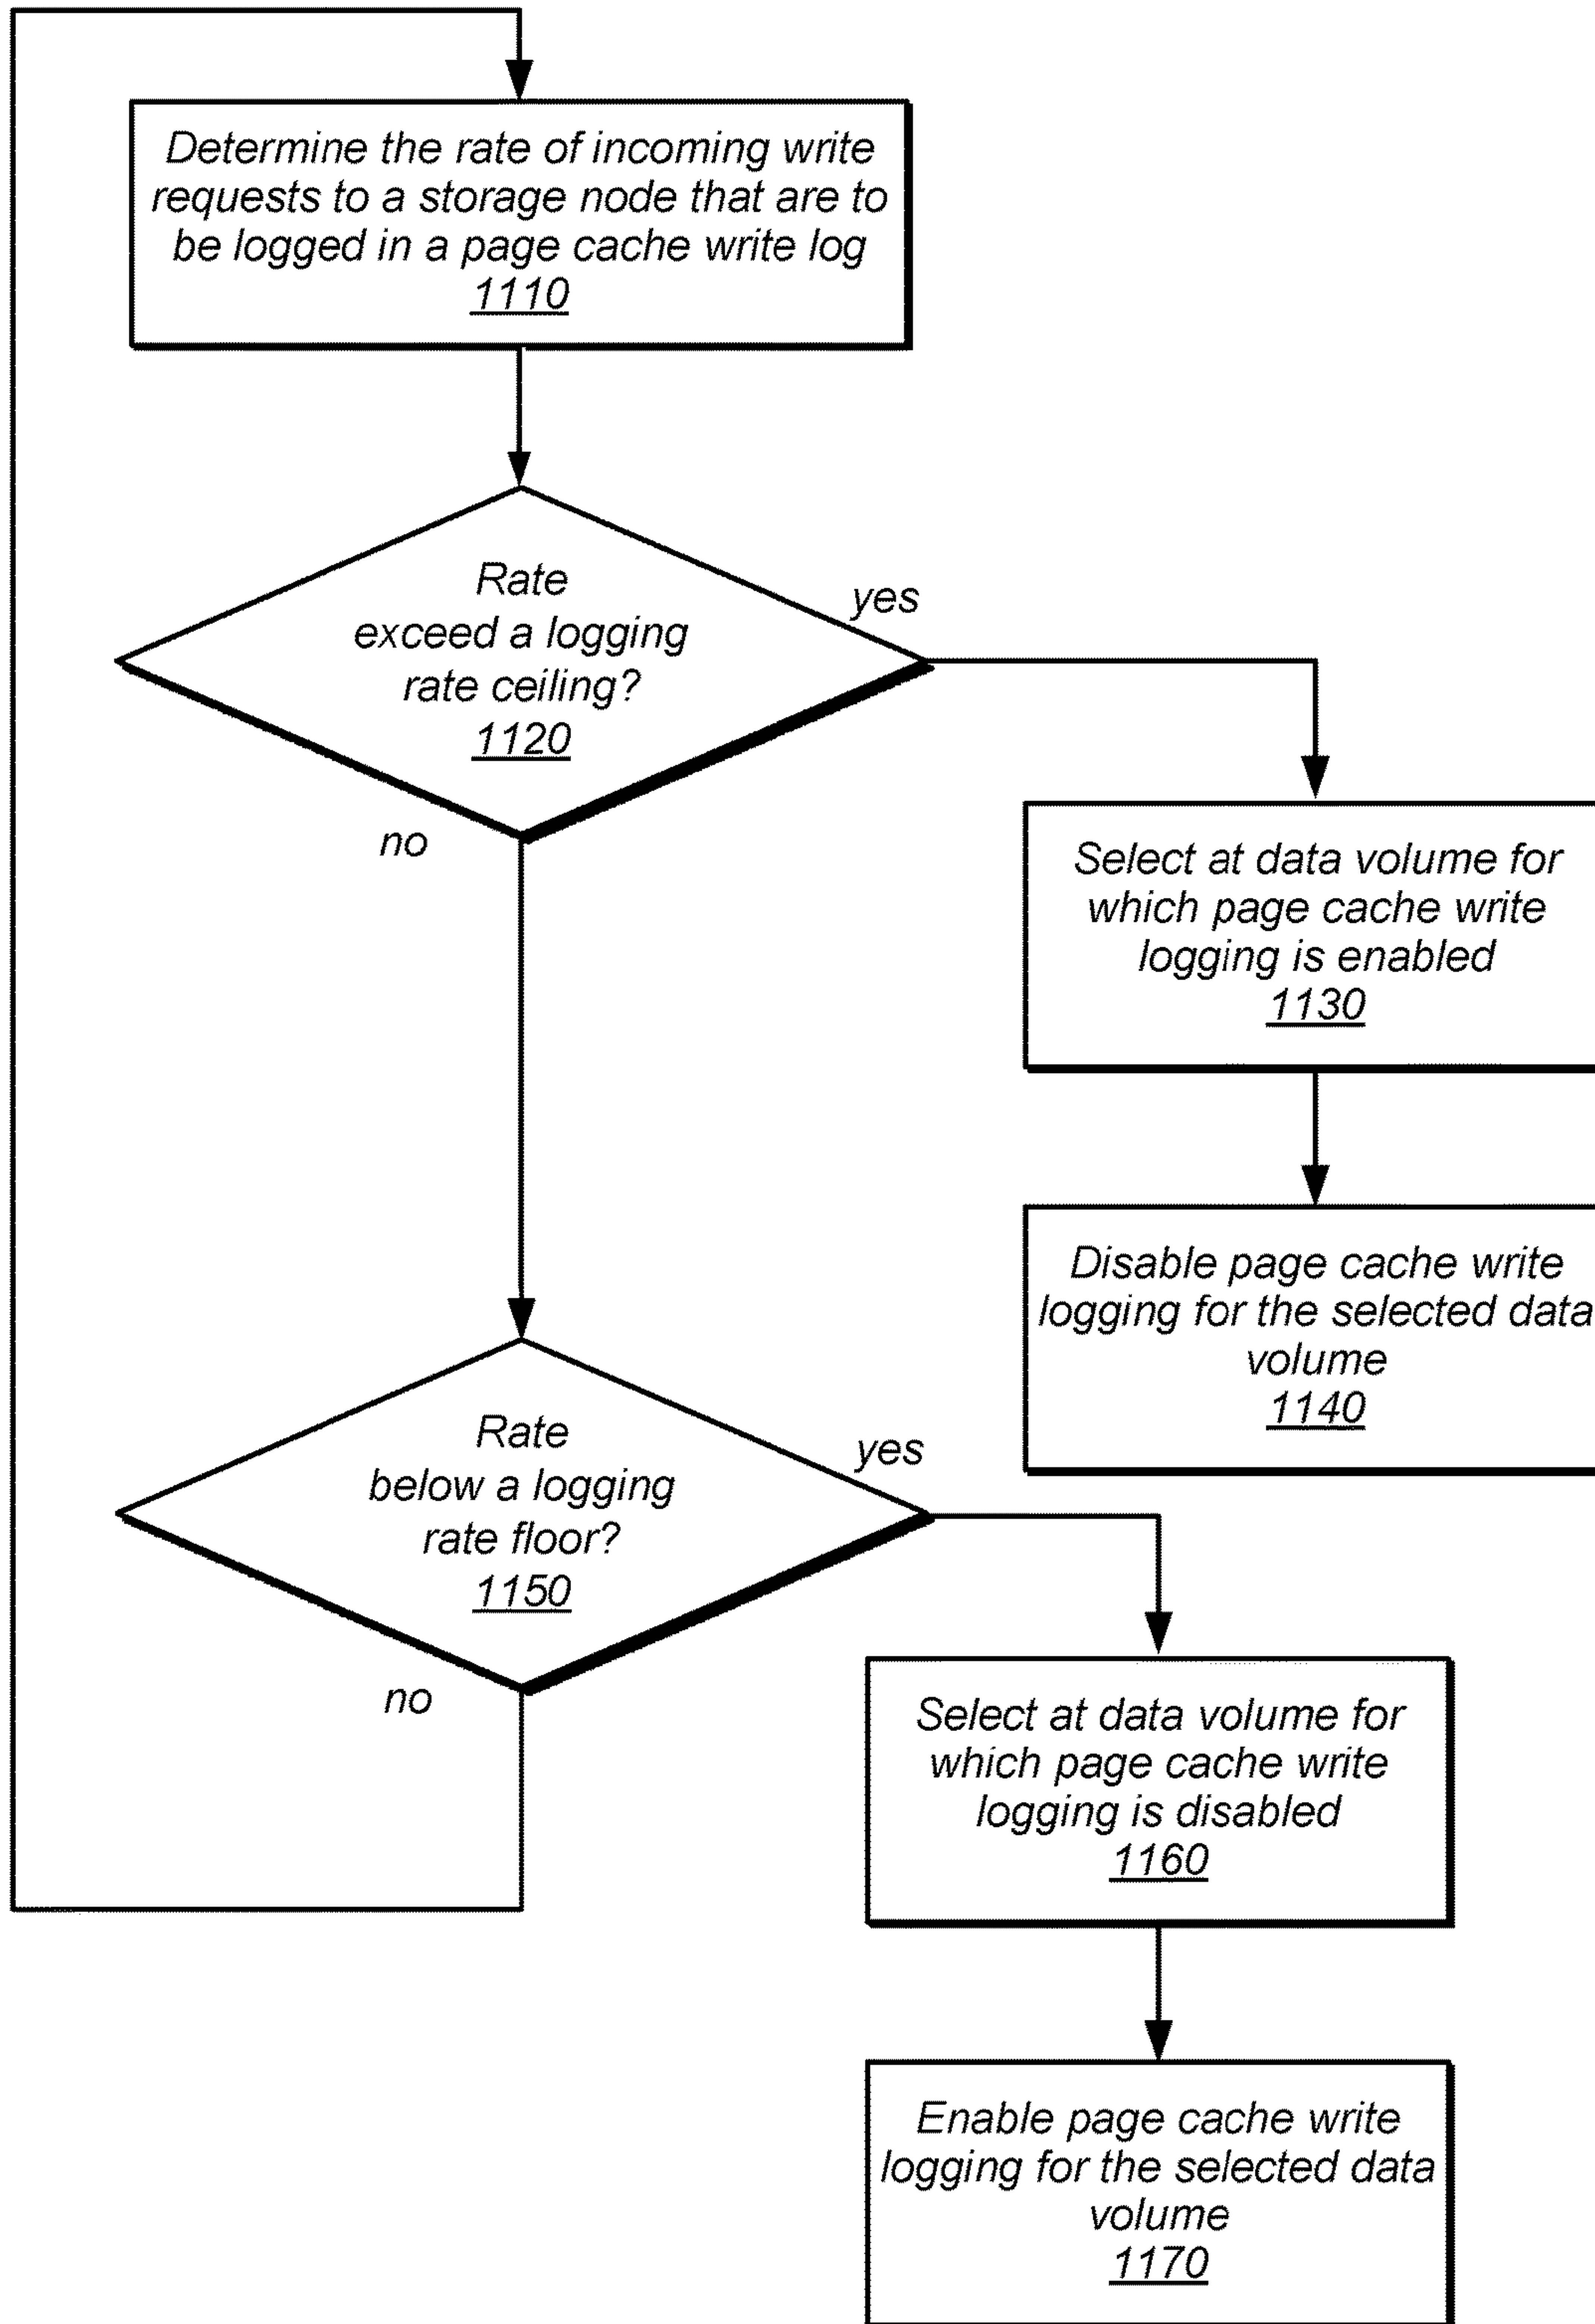 Determine the rate of incoming write
requests to a storage node that are to
be logged in a page cache write log
1110
Rate
exceed a logging
rate ceiling?
1120
yes
no
Select at data volume for
which page cache write
logging is enabled
1130
Disable page cache write
logging for the selected data
volume
1140
Rate
below a logging
rate floor?
1150
yes
no
Select at data volume for
which page cache write
logging is disabled
1160
Enable page cache write
logging for the selected data
volume
1170